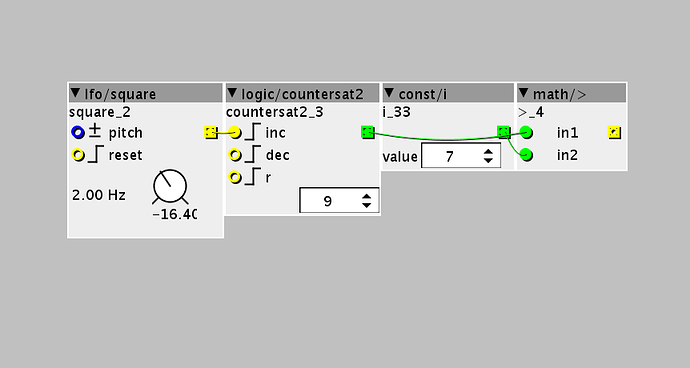 lfo/square
square_2
± pitch
reset
2.00 Hz
-16.40
logic/countersat2
countersat2_3
inc
dec
r
9
const/i
i_33
value 7
math/>
>_4
in1
in2